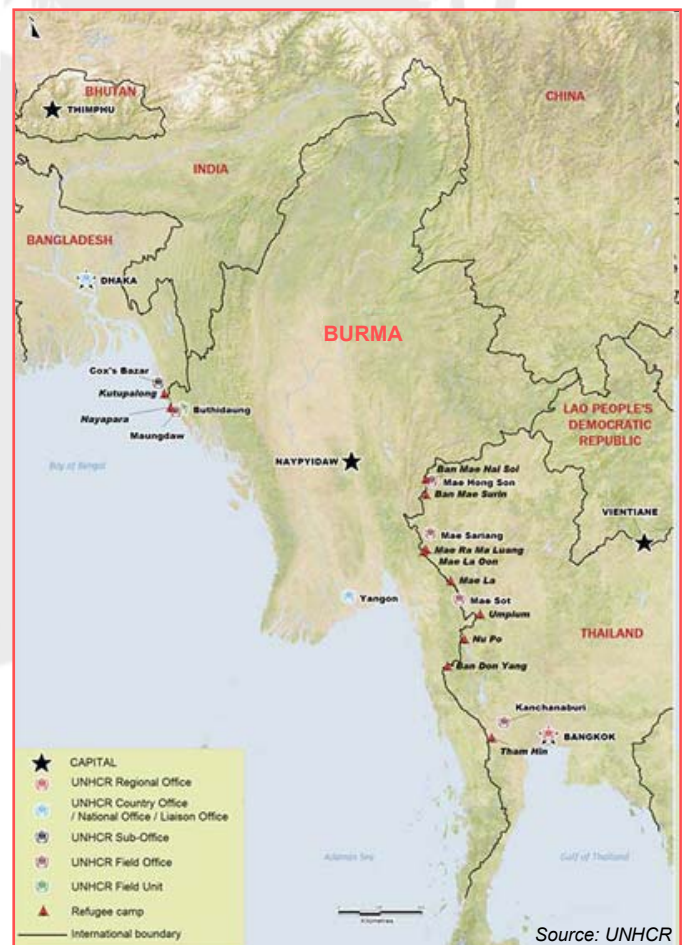 BHUTAN
THIMPHU
CHINA
INDIA
BANGLADESH
DHAKA
BURMA
Cox's Bazar
Kutupalong
Nayapara
Buthidaung
Maungdaw
LAO PEOPLE'S
DEMOCRATIC
REPUBLIC
Bay of Bengal
NAYPYIDAW
Ban Mae Nai Soi
Mae Hong Son
Ban Mae Surin
VIENTIANE
Mae Sariang
Mae Ra Ma Luang
Mae La Oon
Mae La
Yangon
Mae Sot
Umpium
THAILAND
Nu Po
Ban Don Yang
Kanchanaburi
BANGKOK
Tham Hin
CAPITAL
UNHCR Regional Office
UNHCR Country Office
/ National Office / Liaison Office
UNHCR Sub-Office
UNHCR Field Office
UNHCR Field Unit
Refugee camp
International boundary
Adaman Sea
Gulf of Thailand
Kilometres
Source: UNHCR